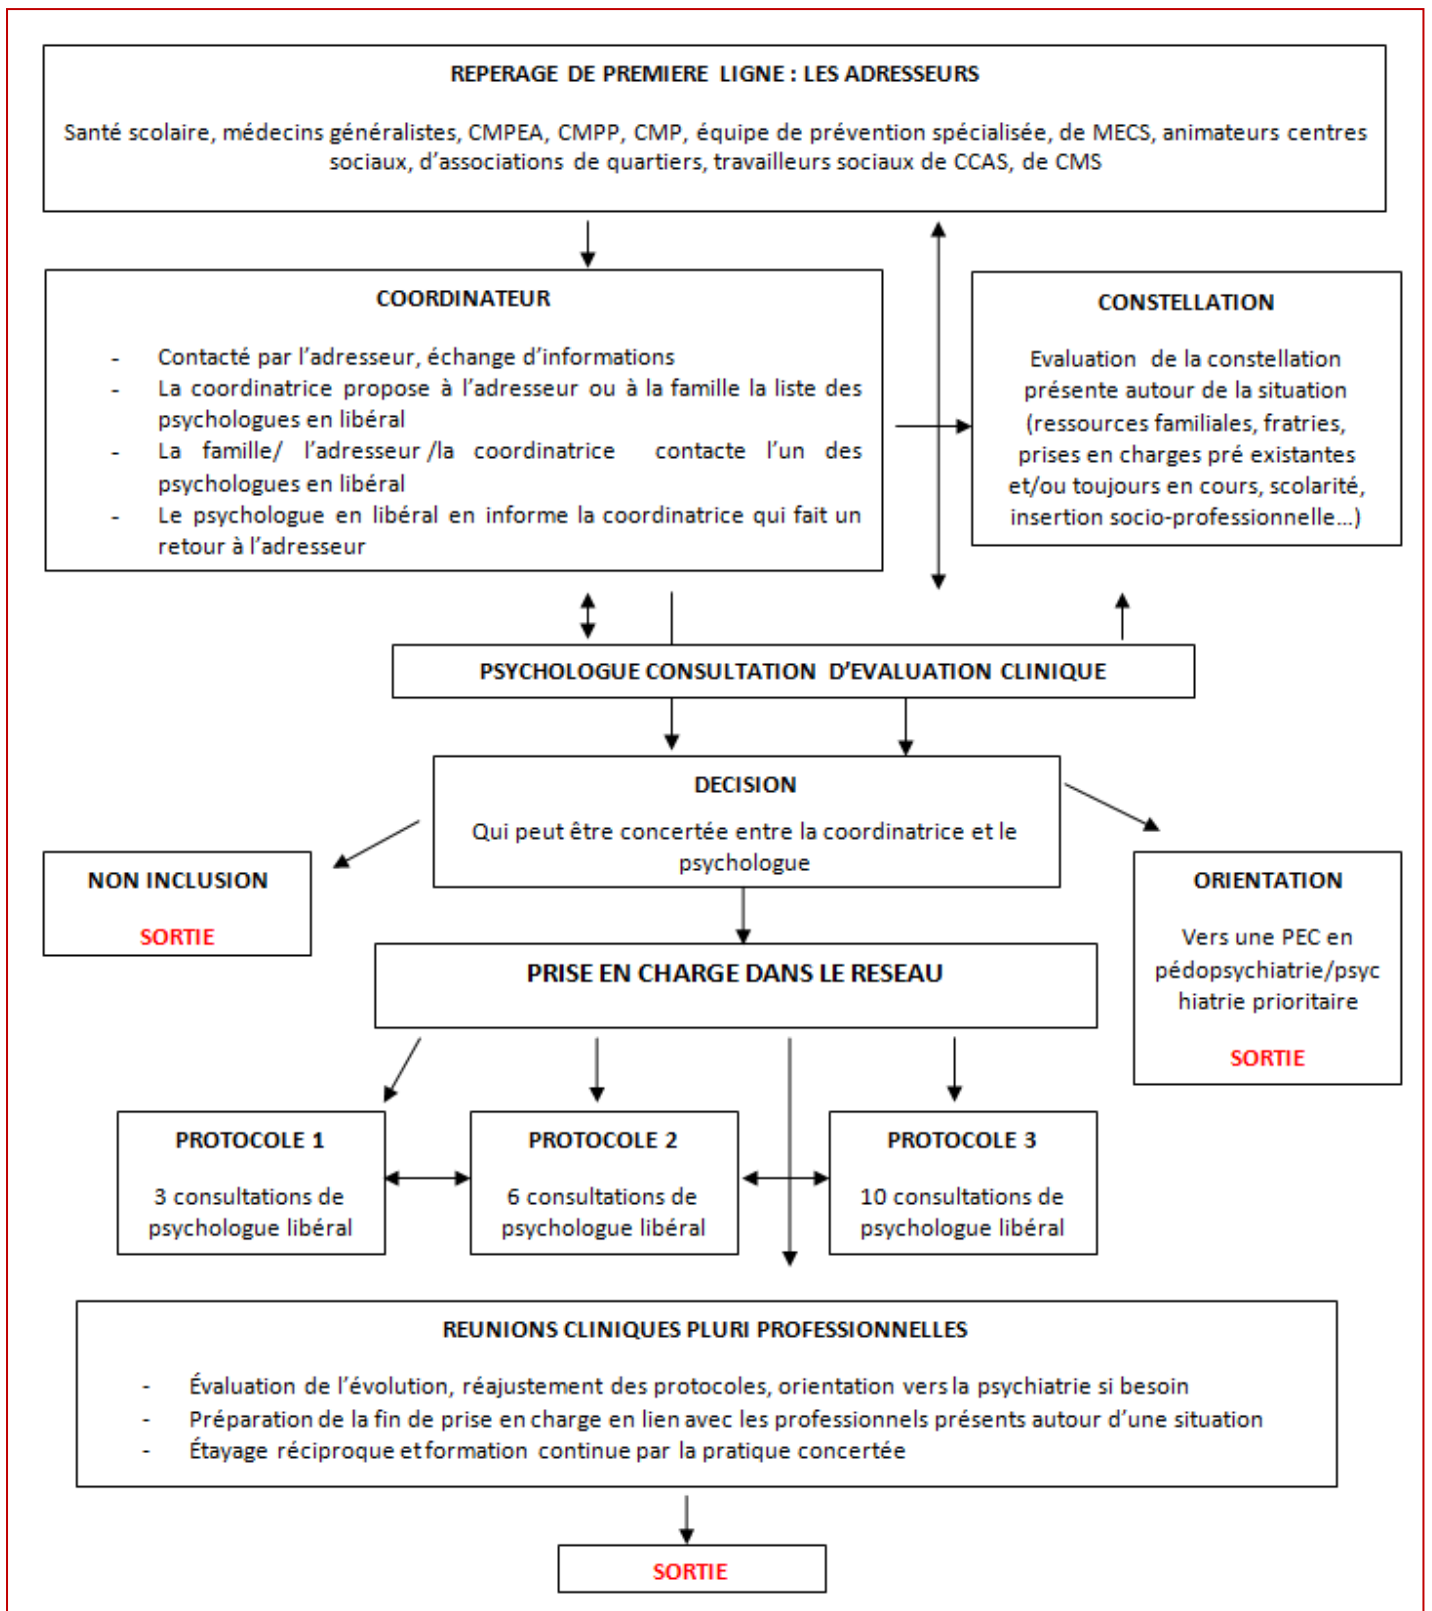 REPERAGE DE PREMIERE LIGNE : LES ADRESSEURS
Santé scolaire, médecins généralistes, CMPEA, CMPP, CMP, équipe de prévention spécialisée, de MECS, animateurs centres
sociaux, d’associations de quartiers, travailleurs sociaux de CCAS, de CMS
COORDINATEUR
- Contacté par l’adresseur, échange d’informations
- La coordinatrice propose à l’adresseur ou à la famille la liste des
psychologues en libéral
- La famille/ l’adresseur /la coordinatrice contacte l’un des
psychologues en libéral
- Le psychologue en libéral en informe la coordinatrice qui fait un
retour à l’adresseur
CONSTELLATION
Evaluation de la constellation
présente autour de la situation
(ressources familiales, fratries,
prises en charges pré existantes
et/ou toujours en cours, scolarité,
insertion socio-professionnelle…)
PSYCHOLOGUE CONSULTATION D’EVALUATION CLINIQUE
DECISION
Qui peut être concertée entre la coordinatrice et le
psychologue
NON INCLUSION
SORTIE
ORIENTATION
Vers une PEC en
pédopsychiatrie/psyc
hiatrie prioritaire
SORTIE
PRISE EN CHARGE DANS LE RESEAU
PROTOCOLE 1
3 consultations de
psychologue libéral
PROTOCOLE 2
6 consultations de
psychologue libéral
PROTOCOLE 3
10 consultations de
psychologue libéral
REUNIONS CLINIQUES PLURI PROFESSIONNELLES
- Évaluation de l’évolution, réajustement des protocoles, orientation vers la psychiatrie si besoin
- Préparation de la fin de prise en charge en lien avec les professionnels présents autour d’une situation
- Étayage réciproque et formation continue par la pratique concertée
SORTIE